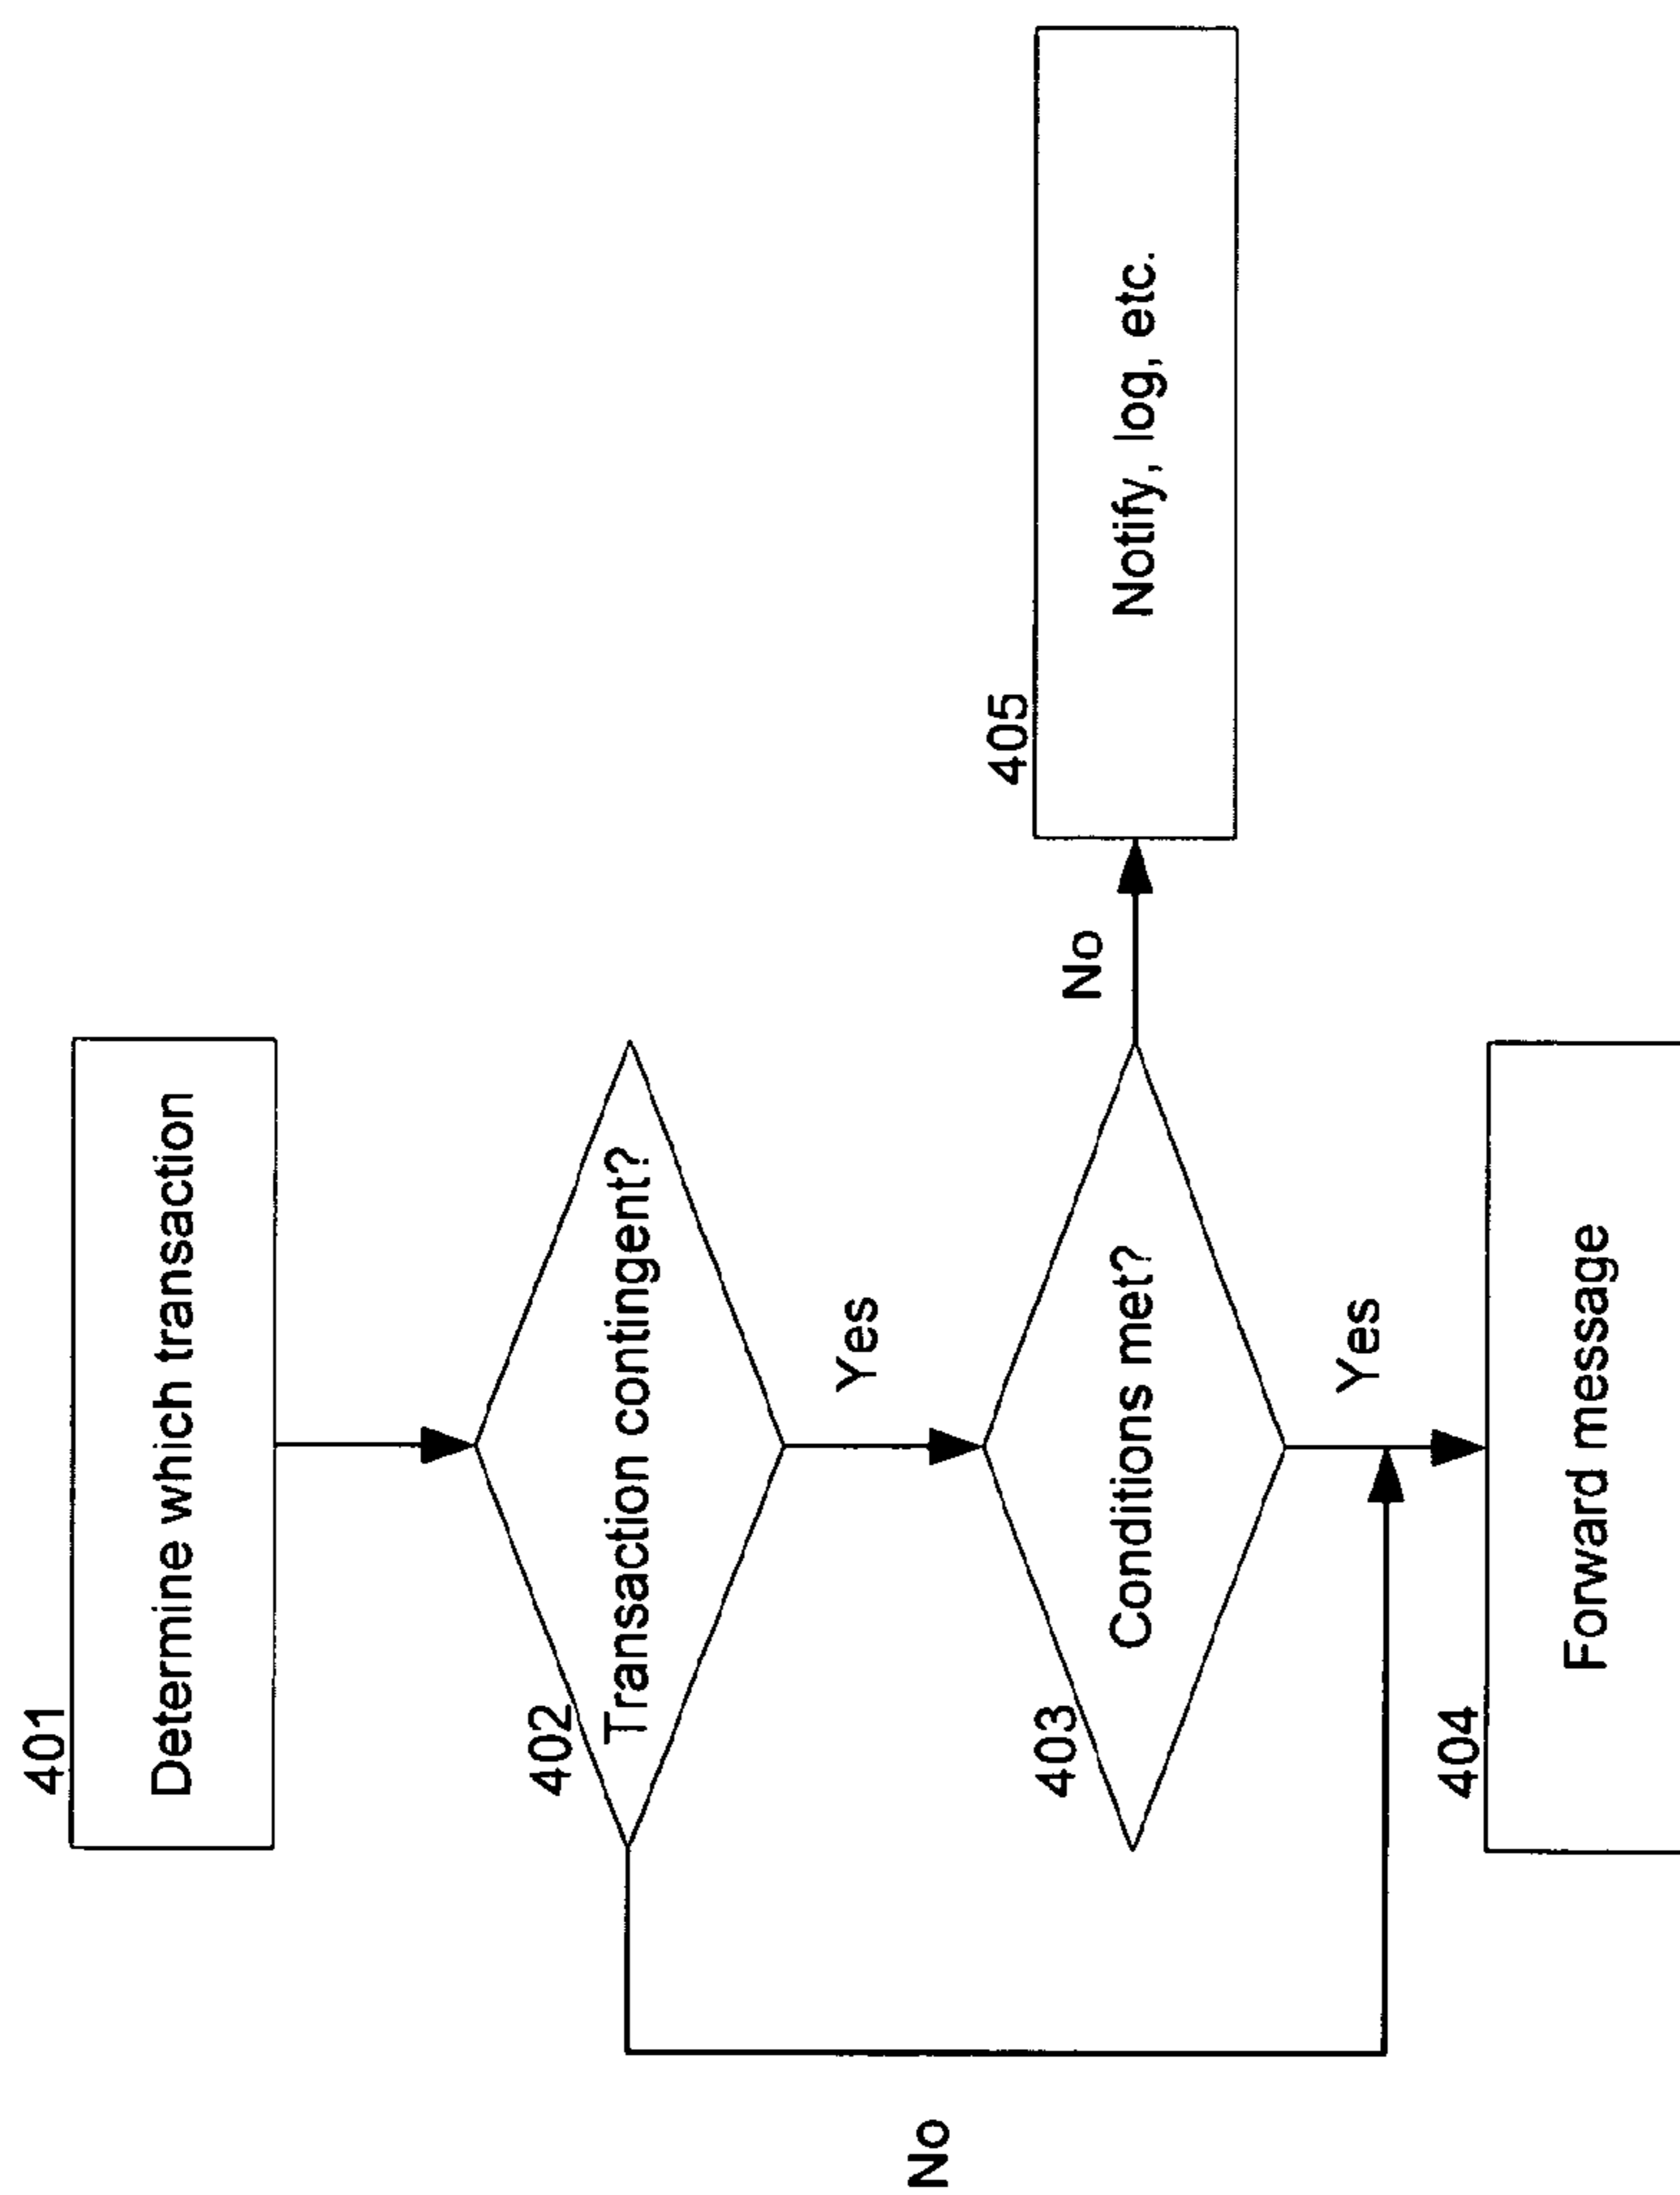 401
Determine which transaction
402
Transaction contingent?
Yes
No
403
Conditions met?
No
405
Notify, log, etc.
Yes
404
Forward message